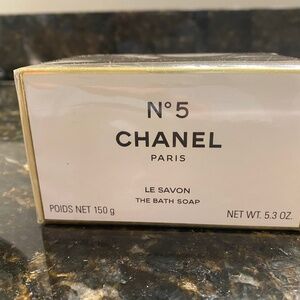 N°5
CHANEL
PARIS
LE SAVON
THE BATH SOAP
POIDS NET 150 g
NET WT. 5.3 OZ.